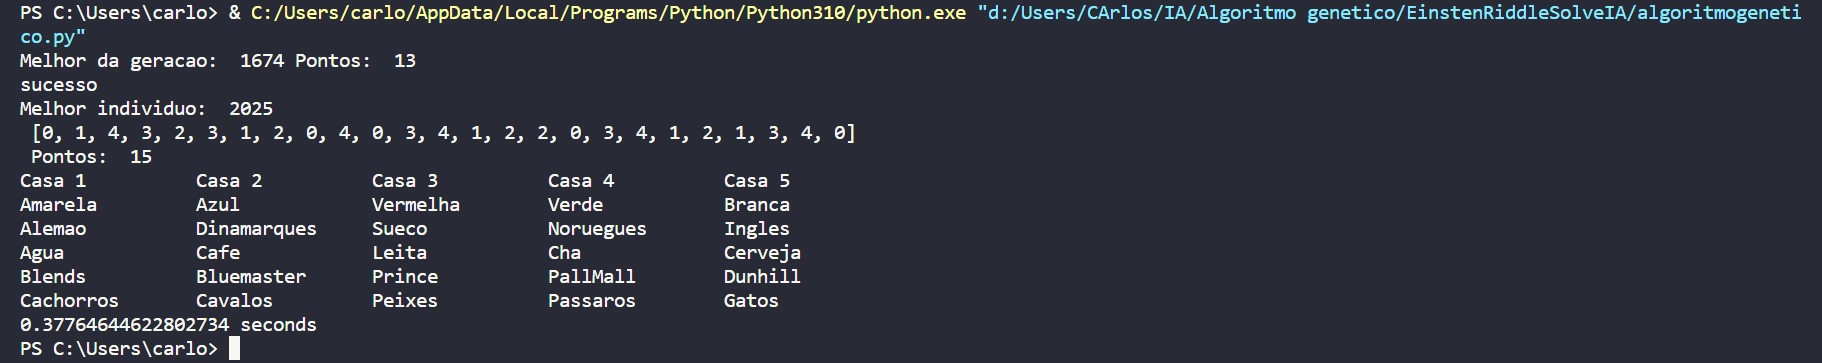 PS C:\Users\carlo> & C:/Users/carlo/AppData/Local/Programs/Python/Python310/python.exe "d:/Users/CArlos/IA/Algoritmo genetico/EinstenRiddleSolveIA/algoritmogeneti
co.py"
Melhor da geracao:  1674 Pontos:  13
sucesso
Melhor individuo:  2025
 [0, 1, 4, 3, 2, 3, 1, 2, 0, 4, 0, 3, 4, 1, 2, 2, 0, 3, 4, 1, 2, 1, 3, 4, 0]
 Pontos:  15
Casa 1          Casa 2          Casa 3          Casa 4          Casa 5
Amarela         Azul            Vermelha        Verde           Branca
Alemao          Dinamarques     Sueco           Noruegues       Ingles
Agua            Cafe            Leita           Cha             Cerveja
Blends          Bluemaster      Prince          PallMall        Dunhill
Cachorros       Cavalos         Peixes          Passaros        Gatos
0.37764644622802734 seconds
PS C:\Users\carlo>